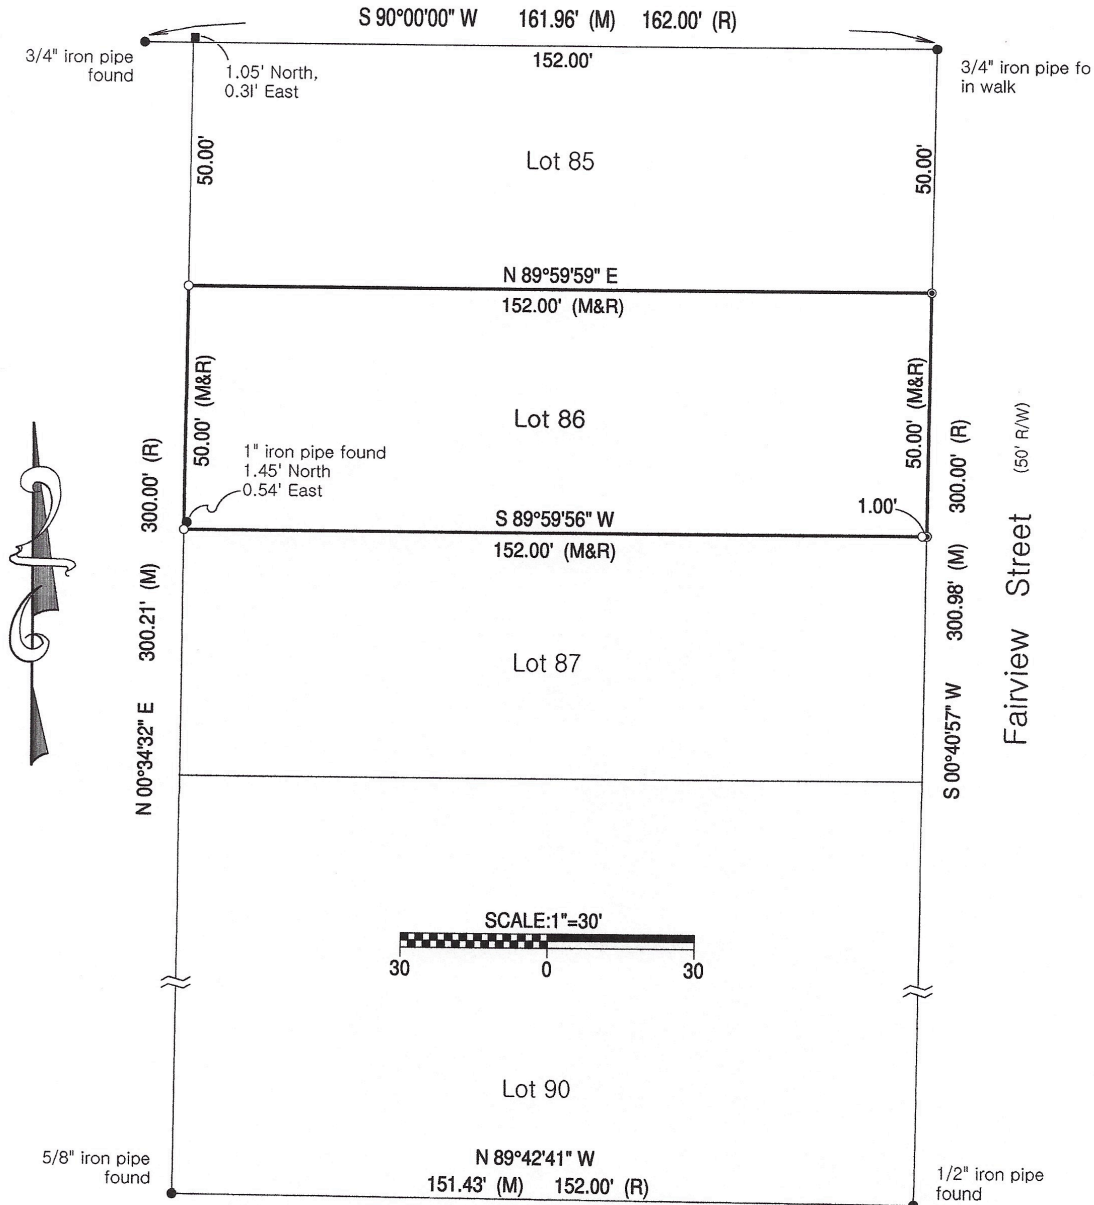 S 90°00'00" W 161.96' (M) 162.00' (R)
3/4" iron pipe
found
1.05' North,
0.31' East
152.00'
3/4" iron pipe fo
in walk
50.00'
Lot 85
50.00'
N 89°59'59" E
152.00' (M&R)
50.00' (M&R)
Lot 86
50.00' (M&R)
1" iron pipe found
1.45' North
0.54' East
1.00'
S 89°59'56" W
152.00' (M&R)
N 00°34'32" E 300.21' (M) 300.00' (R)
S 00°40'57" W 300.98' (M) 300.00' (R)
Fairview Street (50' R/W)
Lot 87
SCALE:1"=30'
30 0 30
Lot 90
5/8" iron pipe
found
N 89°42'41" W
151.43' (M) 152.00' (R)
1/2" iron pipe
found